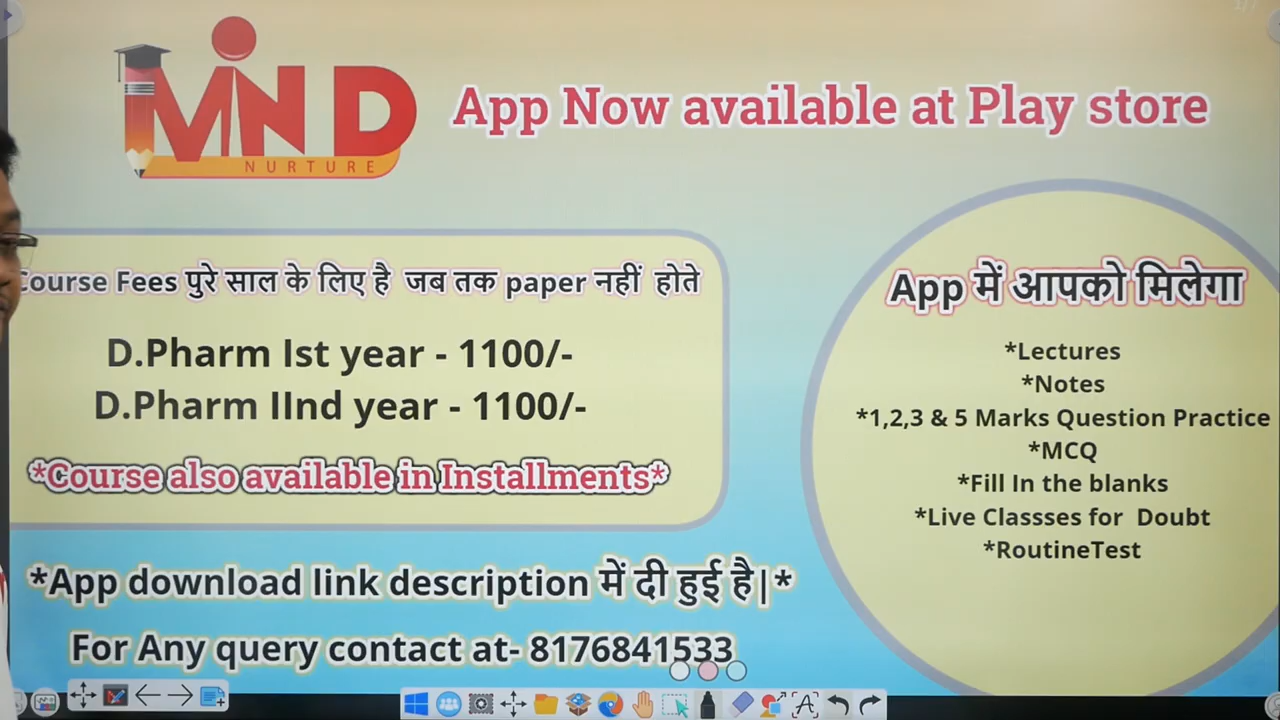 1/7
MIND
NURTURE
App Now available at Play store
Course Fees पुरे साल के लिए है जब तक paper नहीं होते
D.Pharm Ist year - 1100/-
D.Pharm IInd year - 1100/-
*Course also available in Installments*
*App download link description में दी हुई है|*
For Any query contact at- 8176841533
App में आपको मिलेगा
*Lectures
*Notes
*1,2,3 & 5 Marks Question Practice
*MCQ
*Fill In the blanks
*Live Classses for Doubt
*RoutineTest